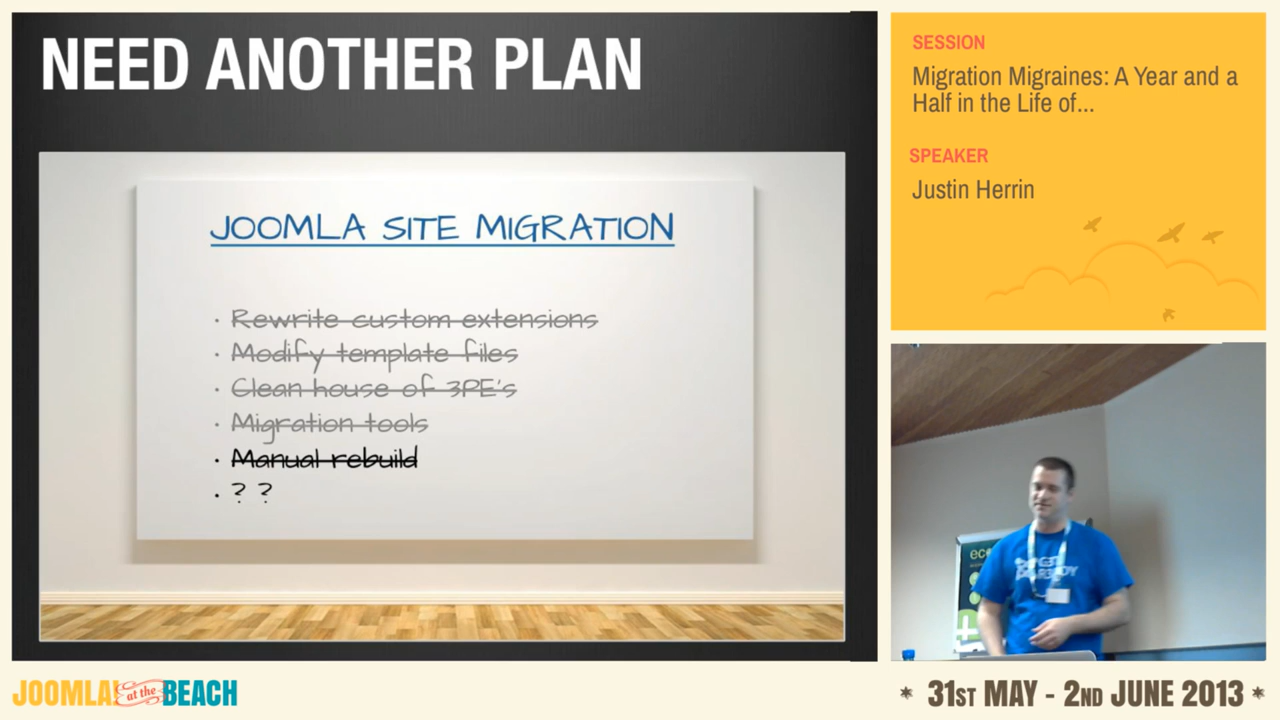 NEED ANOTHER PLAN
JOOMLA SITE MIGRATION
· Rewrite custom extensions
· Modify template files
· Clean house of 3PE's
· Migration tools
· Manual rebuild
· ? ?
SESSION
Migration Migraines: A Year and a
Half in the Life of...
SPEAKER
Justin Herrin
JOOMLA! at the BEACH
* 31ST MAY - 2ND JUNE 2013 *